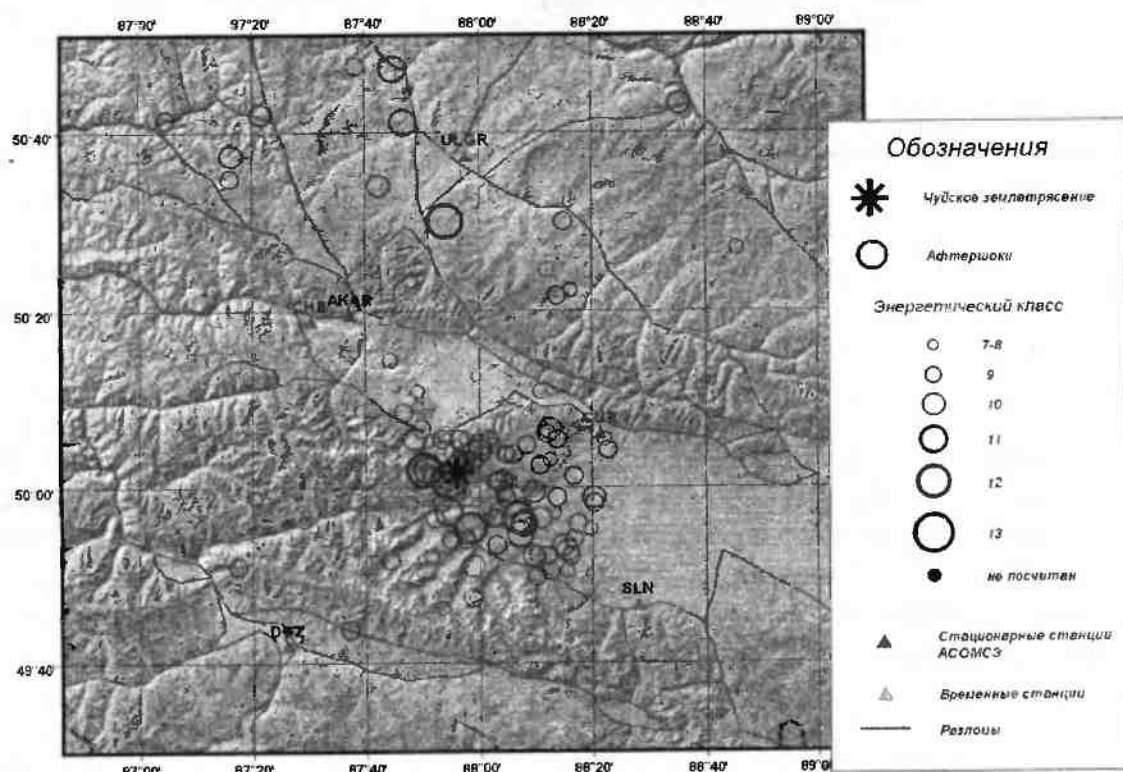 87°00' 87°20' 87°40' 88°00' 88°20' 88°40' 89°00'
50°40'
ULGR
AKAR
50°20'
50°00'
SLN
49°40'
87°00' 87°20' 87°40' 88°00' 88°20' 88°40' 89°00'
Обозначения
Чуйское землетрясение
Афтершоки
Энергетический класс
7-8
9
10
11
12
13
не посчитан
Стационарные станции
АСОМСЭ
Временные станции
Разломы